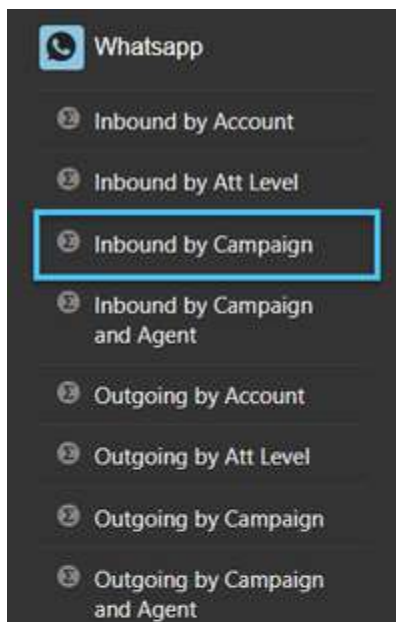 Whatsapp
Inbound by Account
Inbound by Att Level
Inbound by Campaign
Inbound by Campaign
and Agent
Outgoing by Account
Outgoing by Att Level
Outgoing by Campaign
Outgoing by Campaign
and Agent